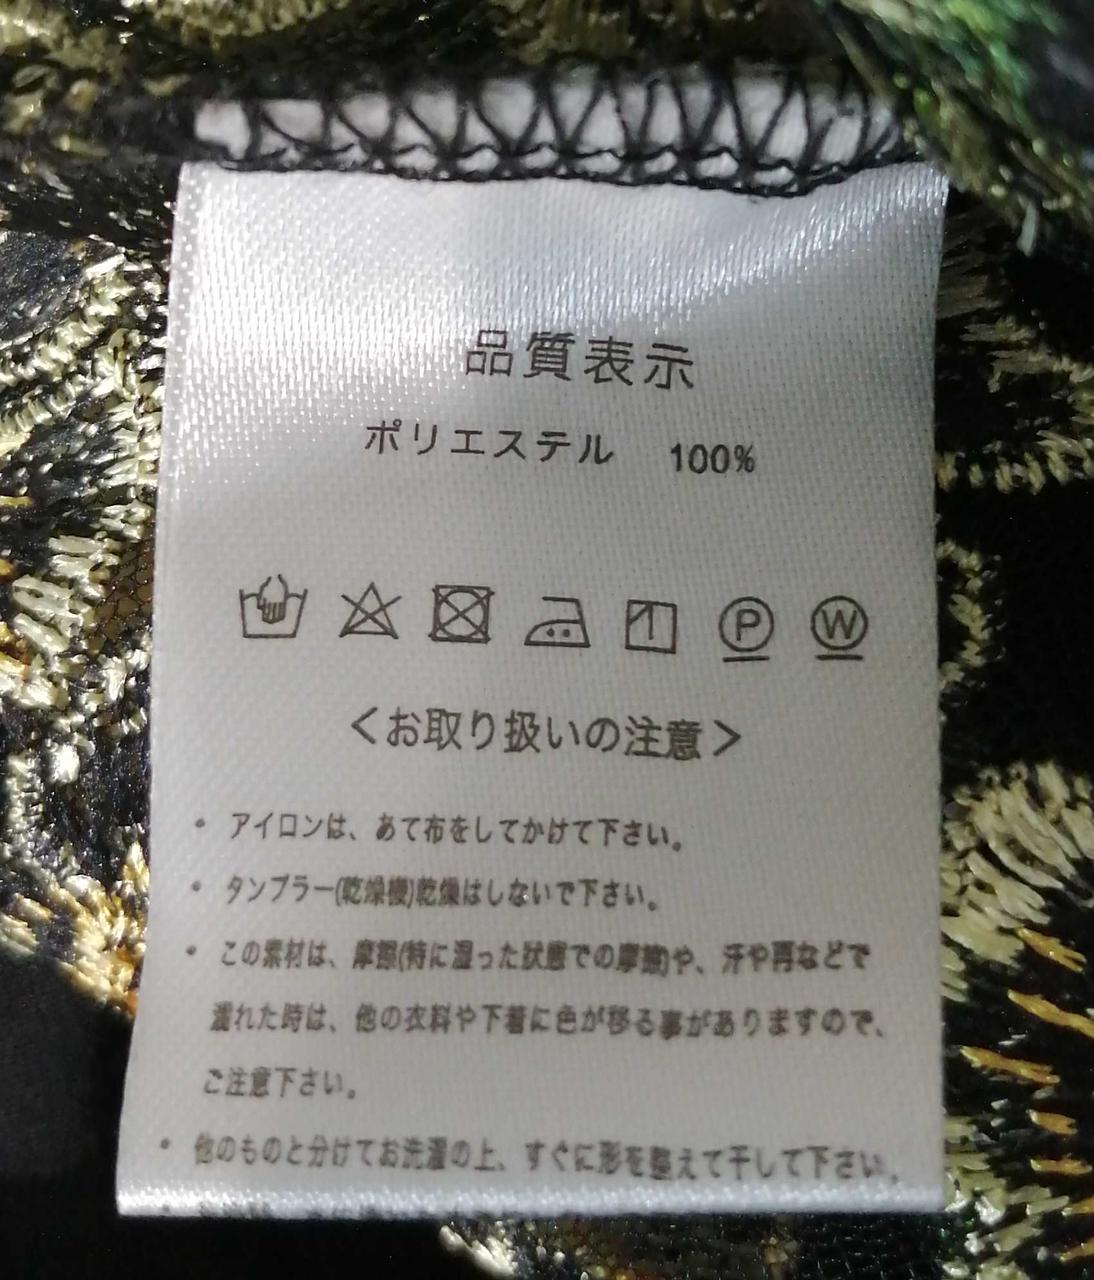 品質表示
ポリエステル 100%
P W
<お取り扱いの注意>
・アイロンは、あて布をしてかけて下さい。
・タンブラー(乾燥機)乾燥はしないで下さい。
・この素材は、摩擦(特に湿った状態での摩擦)や、汗や雨などで
濡れた時は、他の衣料や下着に色が移る事がありますので、
ご注意下さい。
・他のものと分けてお洗濯の上、すぐに形を整えて干して下さい。